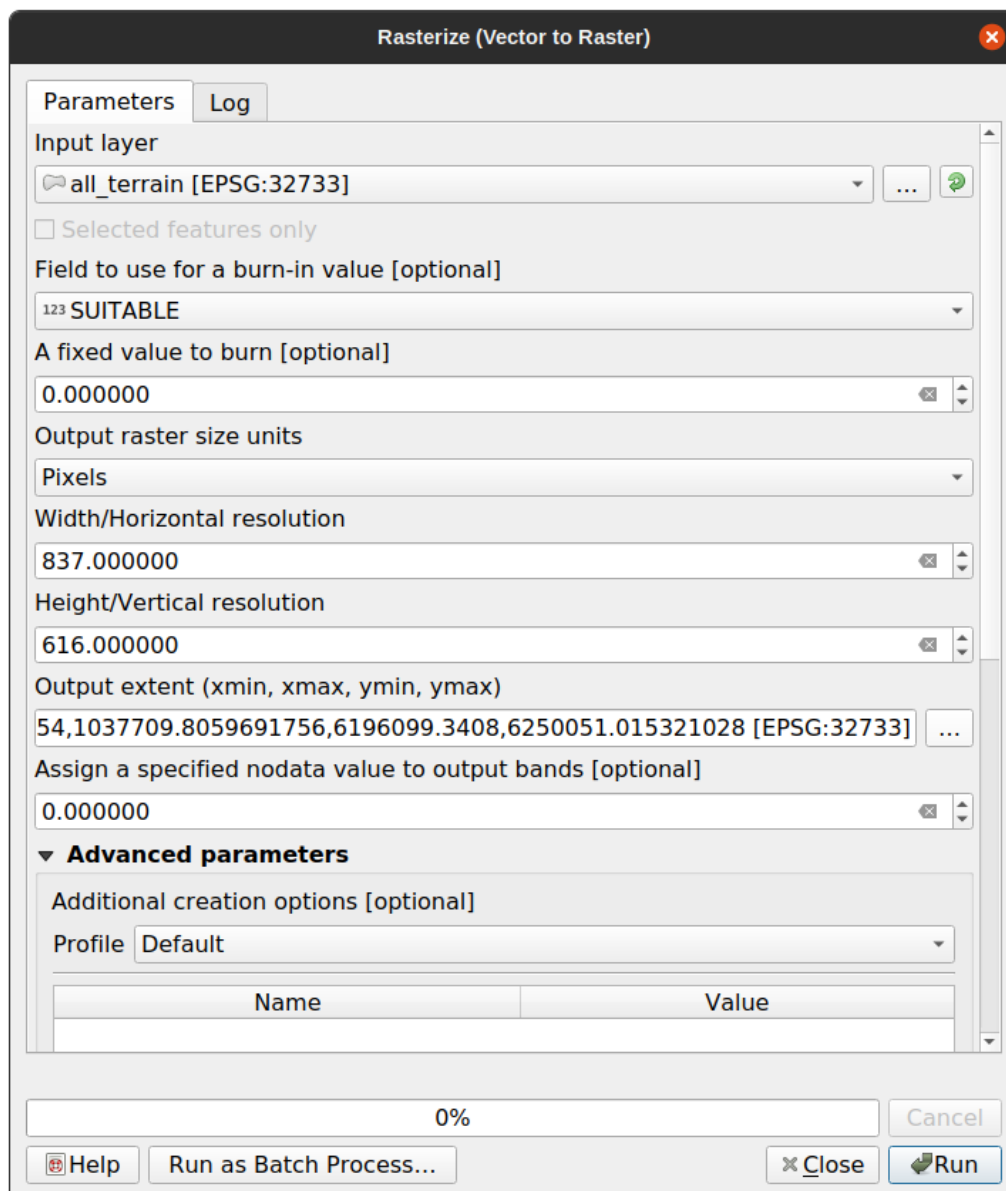 Rasterize (Vector to Raster)
Parameters Log
Input layer
all_terrain [EPSG:32733] ...
Selected features only
Field to use for a burn-in value [optional]
123 SUITABLE
A fixed value to burn [optional]
0.000000
Output raster size units
Pixels
Width/Horizontal resolution
837.000000
Height/Vertical resolution
616.000000
Output extent (xmin, xmax, ymin, ymax)
54,1037709.8059691756,6196099.3408,6250051.015321028 [EPSG:32733] ...
Assign a specified nodata value to output bands [optional]
0.000000
Advanced parameters
Additional creation options [optional]
Profile Default
Name Value
0% Cancel
Help Run as Batch Process... Close Run